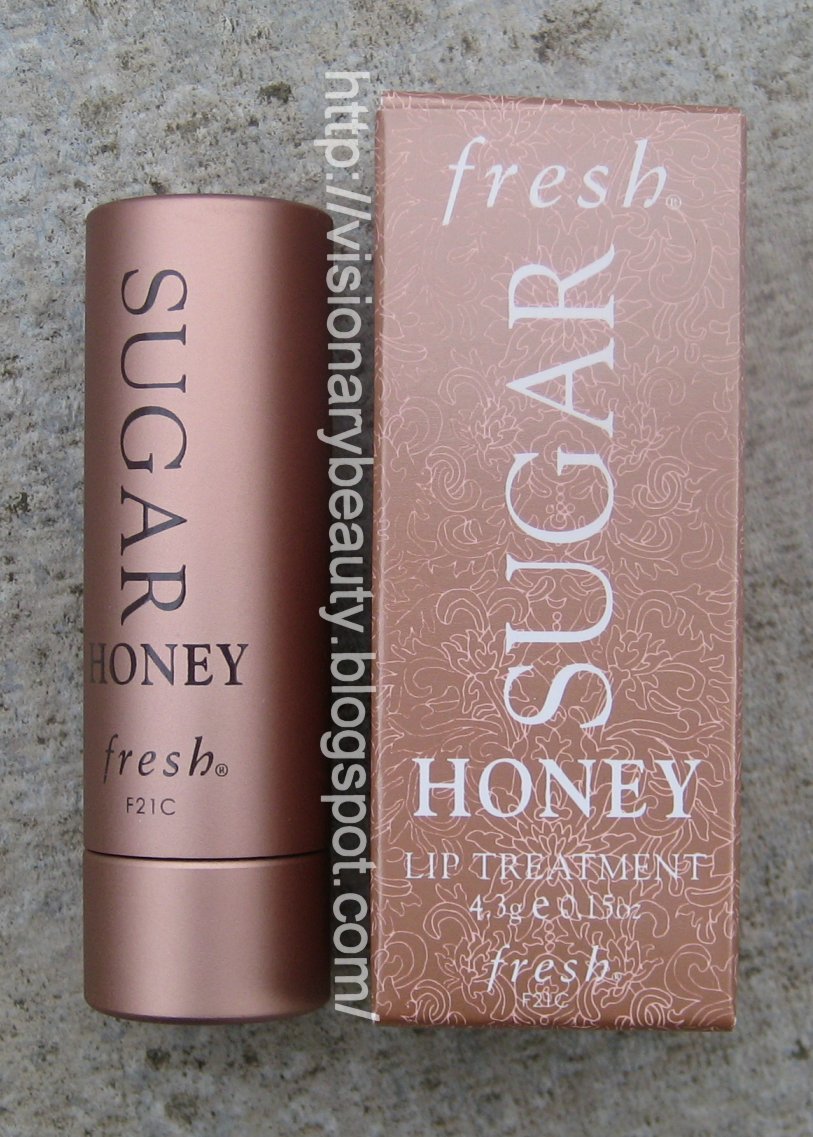 SUGAR
HONEY
fresh®
F21C
http://visionarybeauty.blogspot.com/
fresh®
SUGAR
HONEY
LIP TREATMENT
4.3g e 0.15oz
fresh®
F21C